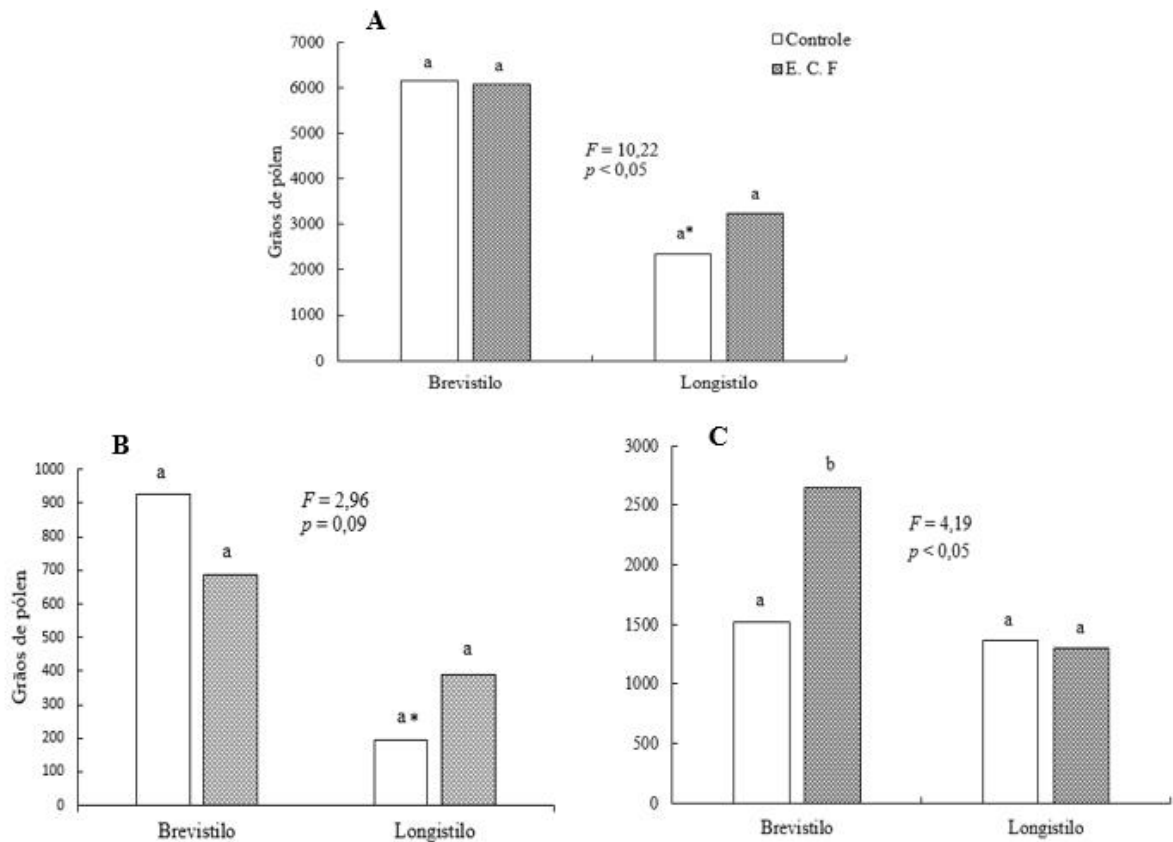 A
Controle
E. C. F
7000
6000
5000
4000
3000
2000
1000
0
Grãos de pólen
a
a
F = 10,22
p < 0,05
a*
a
Brevistilo
Longistilo
B
1000
900
800
700
600
500
400
300
200
100
0
Grãos de pólen
a
a
F = 2,96
p = 0,09
a *
a
Brevistilo
Longistilo
C
3000
2500
2000
1500
1000
500
0
a
b
F = 4,19
p < 0,05
a
a
Brevistilo
Longistilo